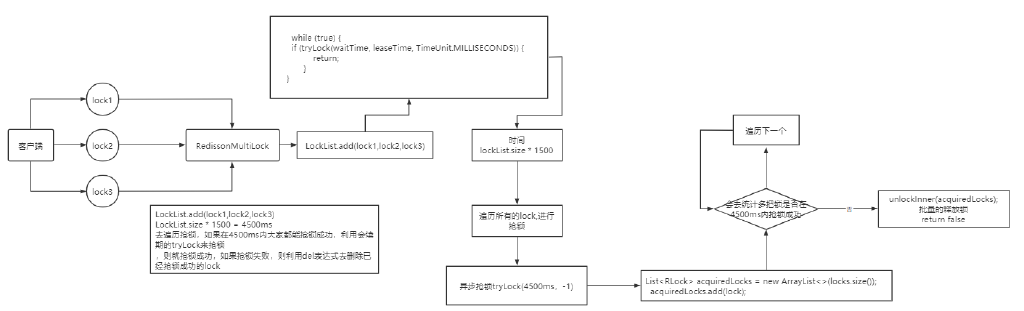 while (true) {
if (tryLock(waitTime, leaseTime, TimeUnit.MILLISECONDS)) {
return;
}
}
lock1
客户端
lock2
lock3
RedissonMultiLock
LockList.add(lock1,lock2,lock3)
时间
lockList.size * 1500
遍历所有的lock,进行
抢锁
异步抢锁tryLock(4500ms, -1)
List<RLock> acquiredLocks = new ArrayList<>(locks.size());
acquiredLocks.add(lock);
遍历下一个
会去统计多把锁是否在
4500ms内抢锁成功
否
unlockInner(acquiredLocks);
批量的释放锁
return false
LockList.add(lock1,lock2,lock3)
LockList.size * 1500 = 4500ms
去遍历抢锁，如果在4500ms内大家都能抢锁成功，利用会续
期的tryLock来抢锁
，则就抢锁成功，如果抢锁失败，则利用del表达式去删除已
经抢锁成功的lock